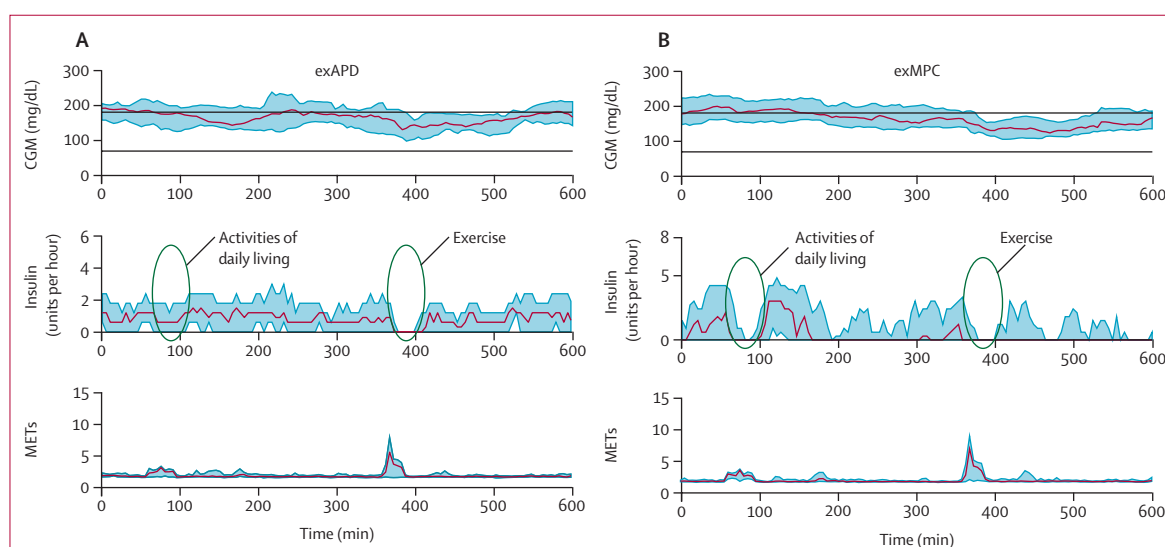 A
exAPD
CGM (mg/dL)
300
200
100
0
0 100 200 300 400 500 600
Insulin
(units per hour)
6
4
2
0
Activities of
daily living
Exercise
0 100 200 300 400 500 600
METs
15
10
5
0
0 100 200 300 400 500 600
Time (min)
B
exMPC
CGM (mg/dL)
300
200
100
0
0 100 200 300 400 500 600
Insulin
(units per hour)
8
5
0
Activities of
daily living
Exercise
0 100 200 300 400 500 600
METs
15
10
5
0
0 100 200 300 400 500 600
Time (min)